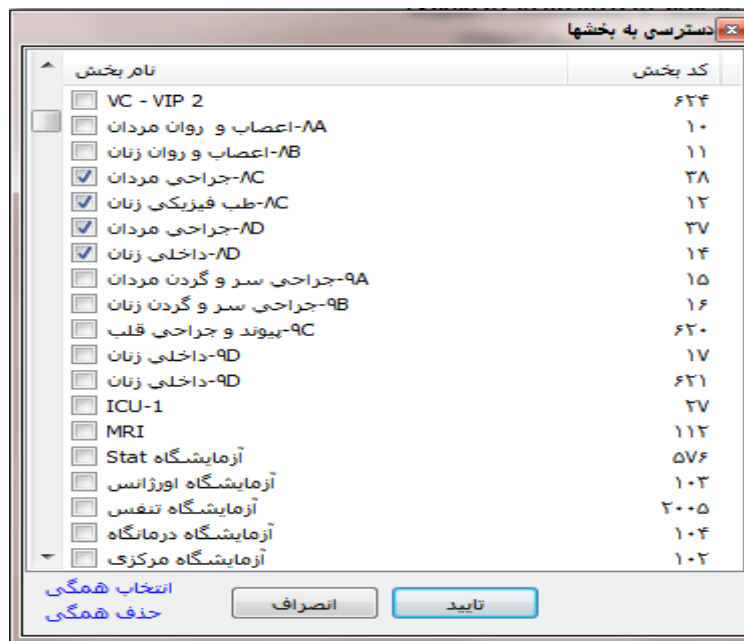 دسترسی به بخشها
کد بخش نام بخش
۶۲۴ VC - VIP 2
۱۰ ۸A-اعصاب و روان مردان
۱۱ ۸B-اعصاب و روان زنان
۳۸ ۸C-جراحی مردان
۱۲ ۸C-طب فیزیکی زنان
۳۷ ۸D-جراحی مردان
۱۴ ۸D-داخلی زنان
۱۵ ۹A-جراحی سر و گردن مردان
۱۶ ۹B-جراحی سر و گردن زنان
۶۲۰ ۹C-پیوند و جراحی قلب
۱۷ ۹D-داخلی زنان
۶۲۱ ۹D-داخلی زنان
۲۷ ICU-1
۱۱۲ MRI
۵۷۶ آزمایشگاه Stat
۱۰۳ آزمایشگاه اورژانس
۲۰۰۵ آزمایشگاه تنفس
۱۰۴ آزمایشگاه درمانگاه
۱۰۲ آزمایشگاه مرکزی
تایید انصراف انتخاب همگی
حذف همگی